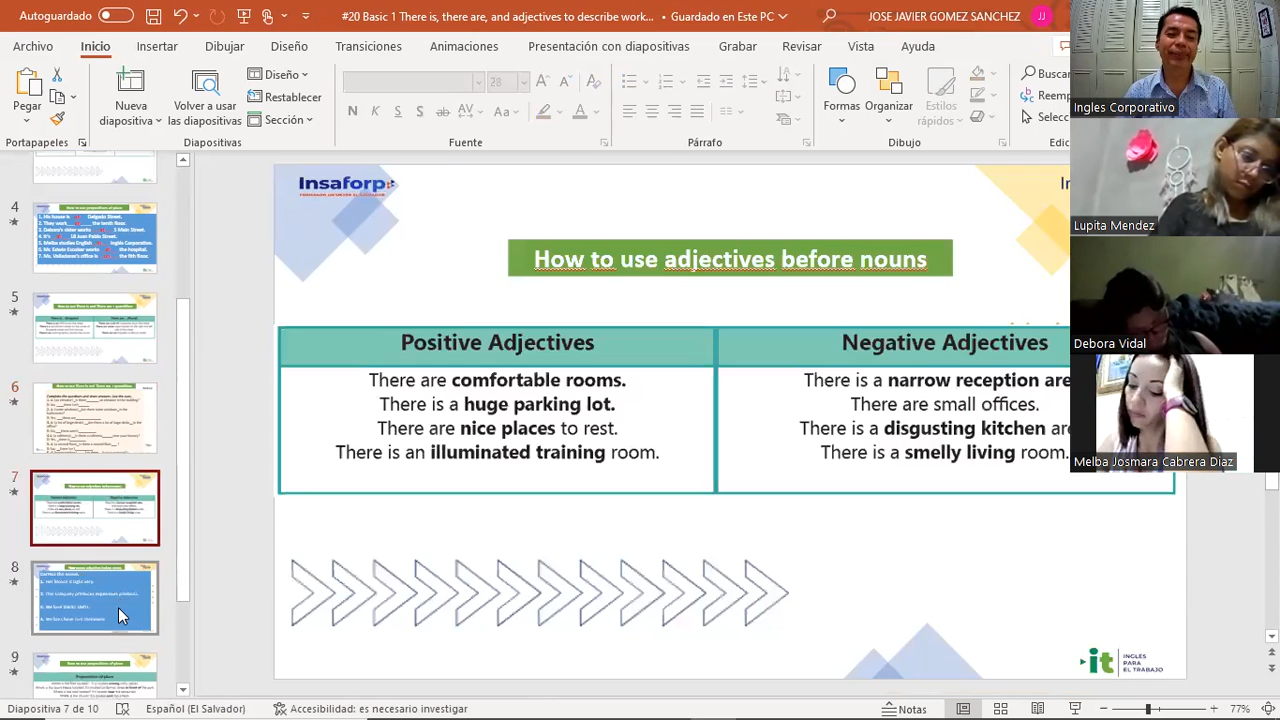 Autoguardado
#20 Basic 1 There is, there are, and adjectives to describe work... • Guardado en Este PC
JOSE JAVIER GOMEZ SANCHEZ
JJ
Archivo Inicio Insertar Dibujar Diseño Transiciones Animaciones Presentación con diapositivas Grabar Revisar Vista Ayuda
Pegar
Nueva diapositiva
Volver a usar las diapositivas
Diseño
Restablecer
Sección
28
N K S
Formas
Organizar
Estilos rápidos
Buscar
Reemp
Selecc
Portapapeles Diapositivas Fuente Párrafo Dibujo Edici
4
5
6
7
8
9
Insaforp
In
How to use adjectives before nouns
Positive Adjectives
There are comfortable rooms.
There is a huge parking lot.
There are nice places to rest.
There is an illuminated training room.
Negative Adjectives
There is a narrow reception are
There are small offices.
There is a disgusting kitchen are
There is a smelly living room.
it INGLÉS PARA EL TRABAJO
Ingles Corporativo
Lupita Mendez
Debora Vidal
Melba Josmara Cabrera Diaz
Diapositiva 7 de 10 Español (El Salvador) Accesibilidad: es necesario investigar Notas 77%